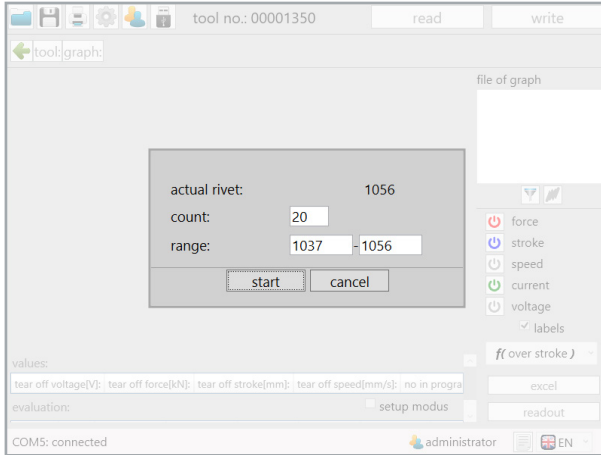 tool no.: 00001350 read write
tool: graph:
file of graph
actual rivet: 1056
count: 20
range: 1037 - 1056
start cancel
force
stroke
speed
current
voltage
labels
f( over stroke )
values:
tear off voltage[V]: tear off force[kN]: tear off stroke[mm]: tear off speed[mm/s]: no in progra
excel
evaluation: setup modus
readout
COM5: connected administrator EN